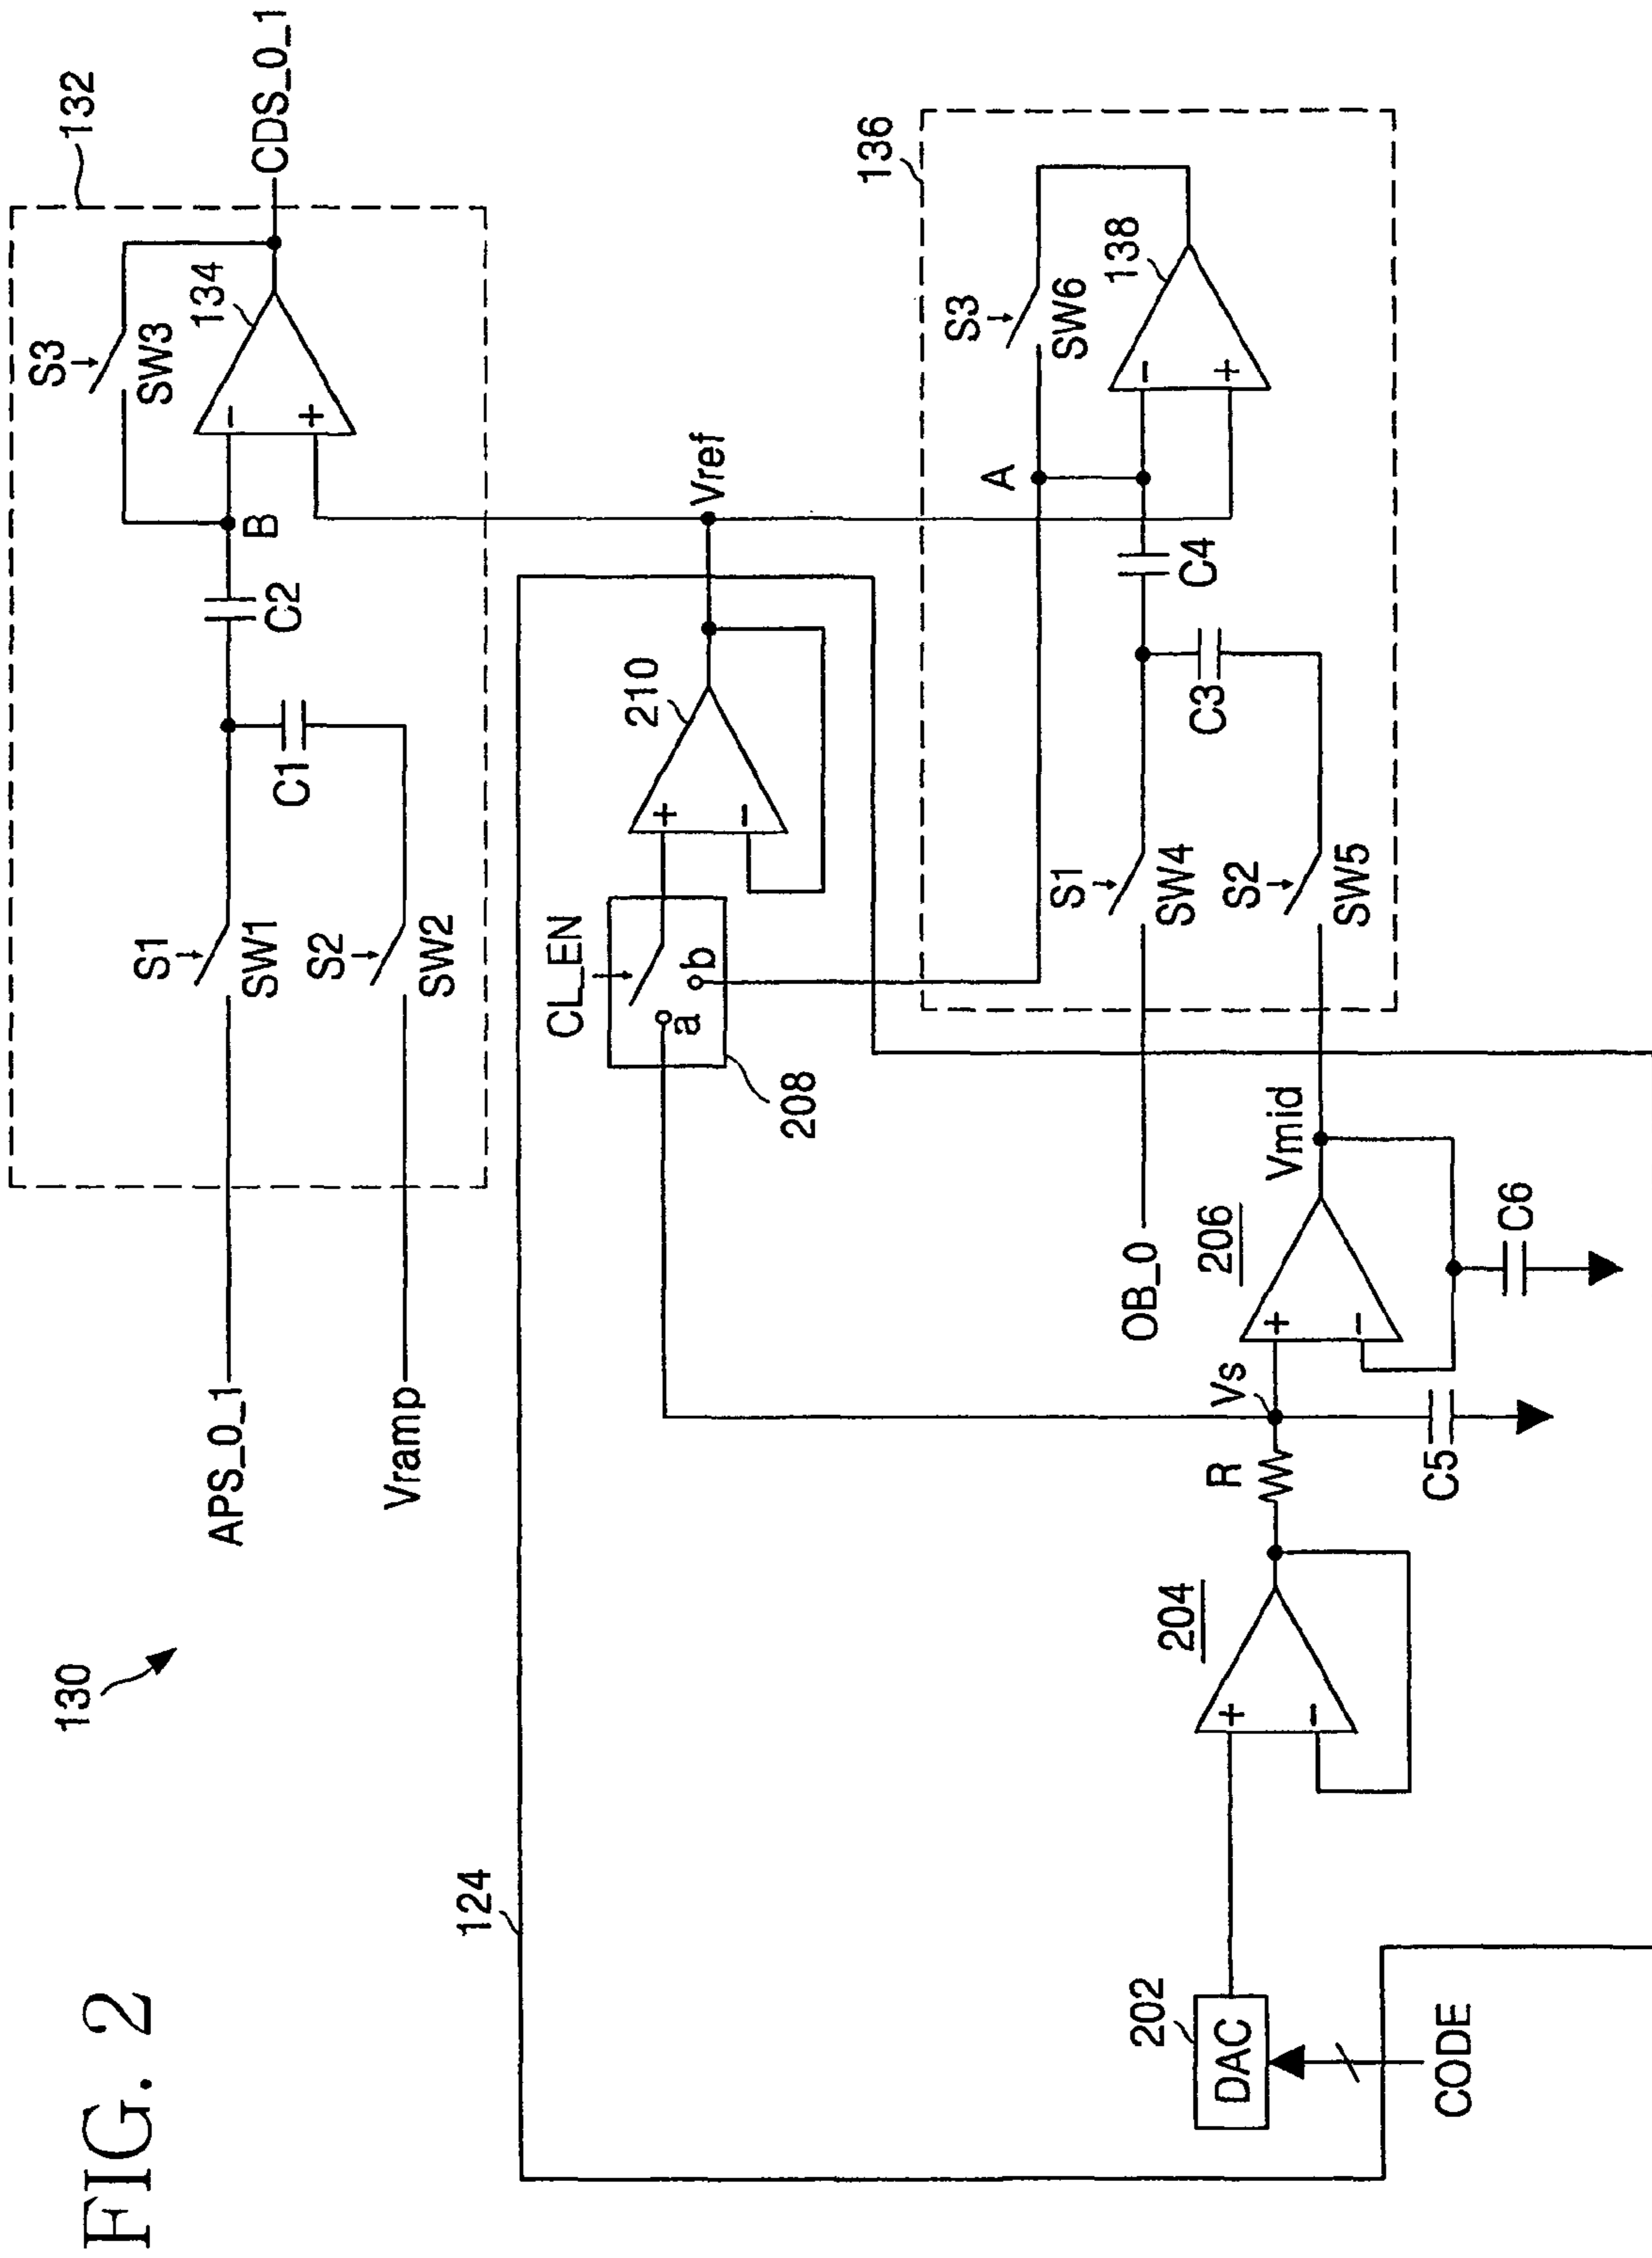 FIG. 2
130
132
APS_0_1
S1
SW1
C1
C2
B
S3
SW3
134
-
+
CDS_0_1
Vramp
S2
SW2
124
CL_EN
a
b
208
210
+
-
Vref
136
A
S3
SW6
138
-
+
OB_0
S1
SW4
C4
C3
S2
SW5
CODE
202
DAC
204
+
-
R
Vs
C5
206
+
-
Vmid
C6